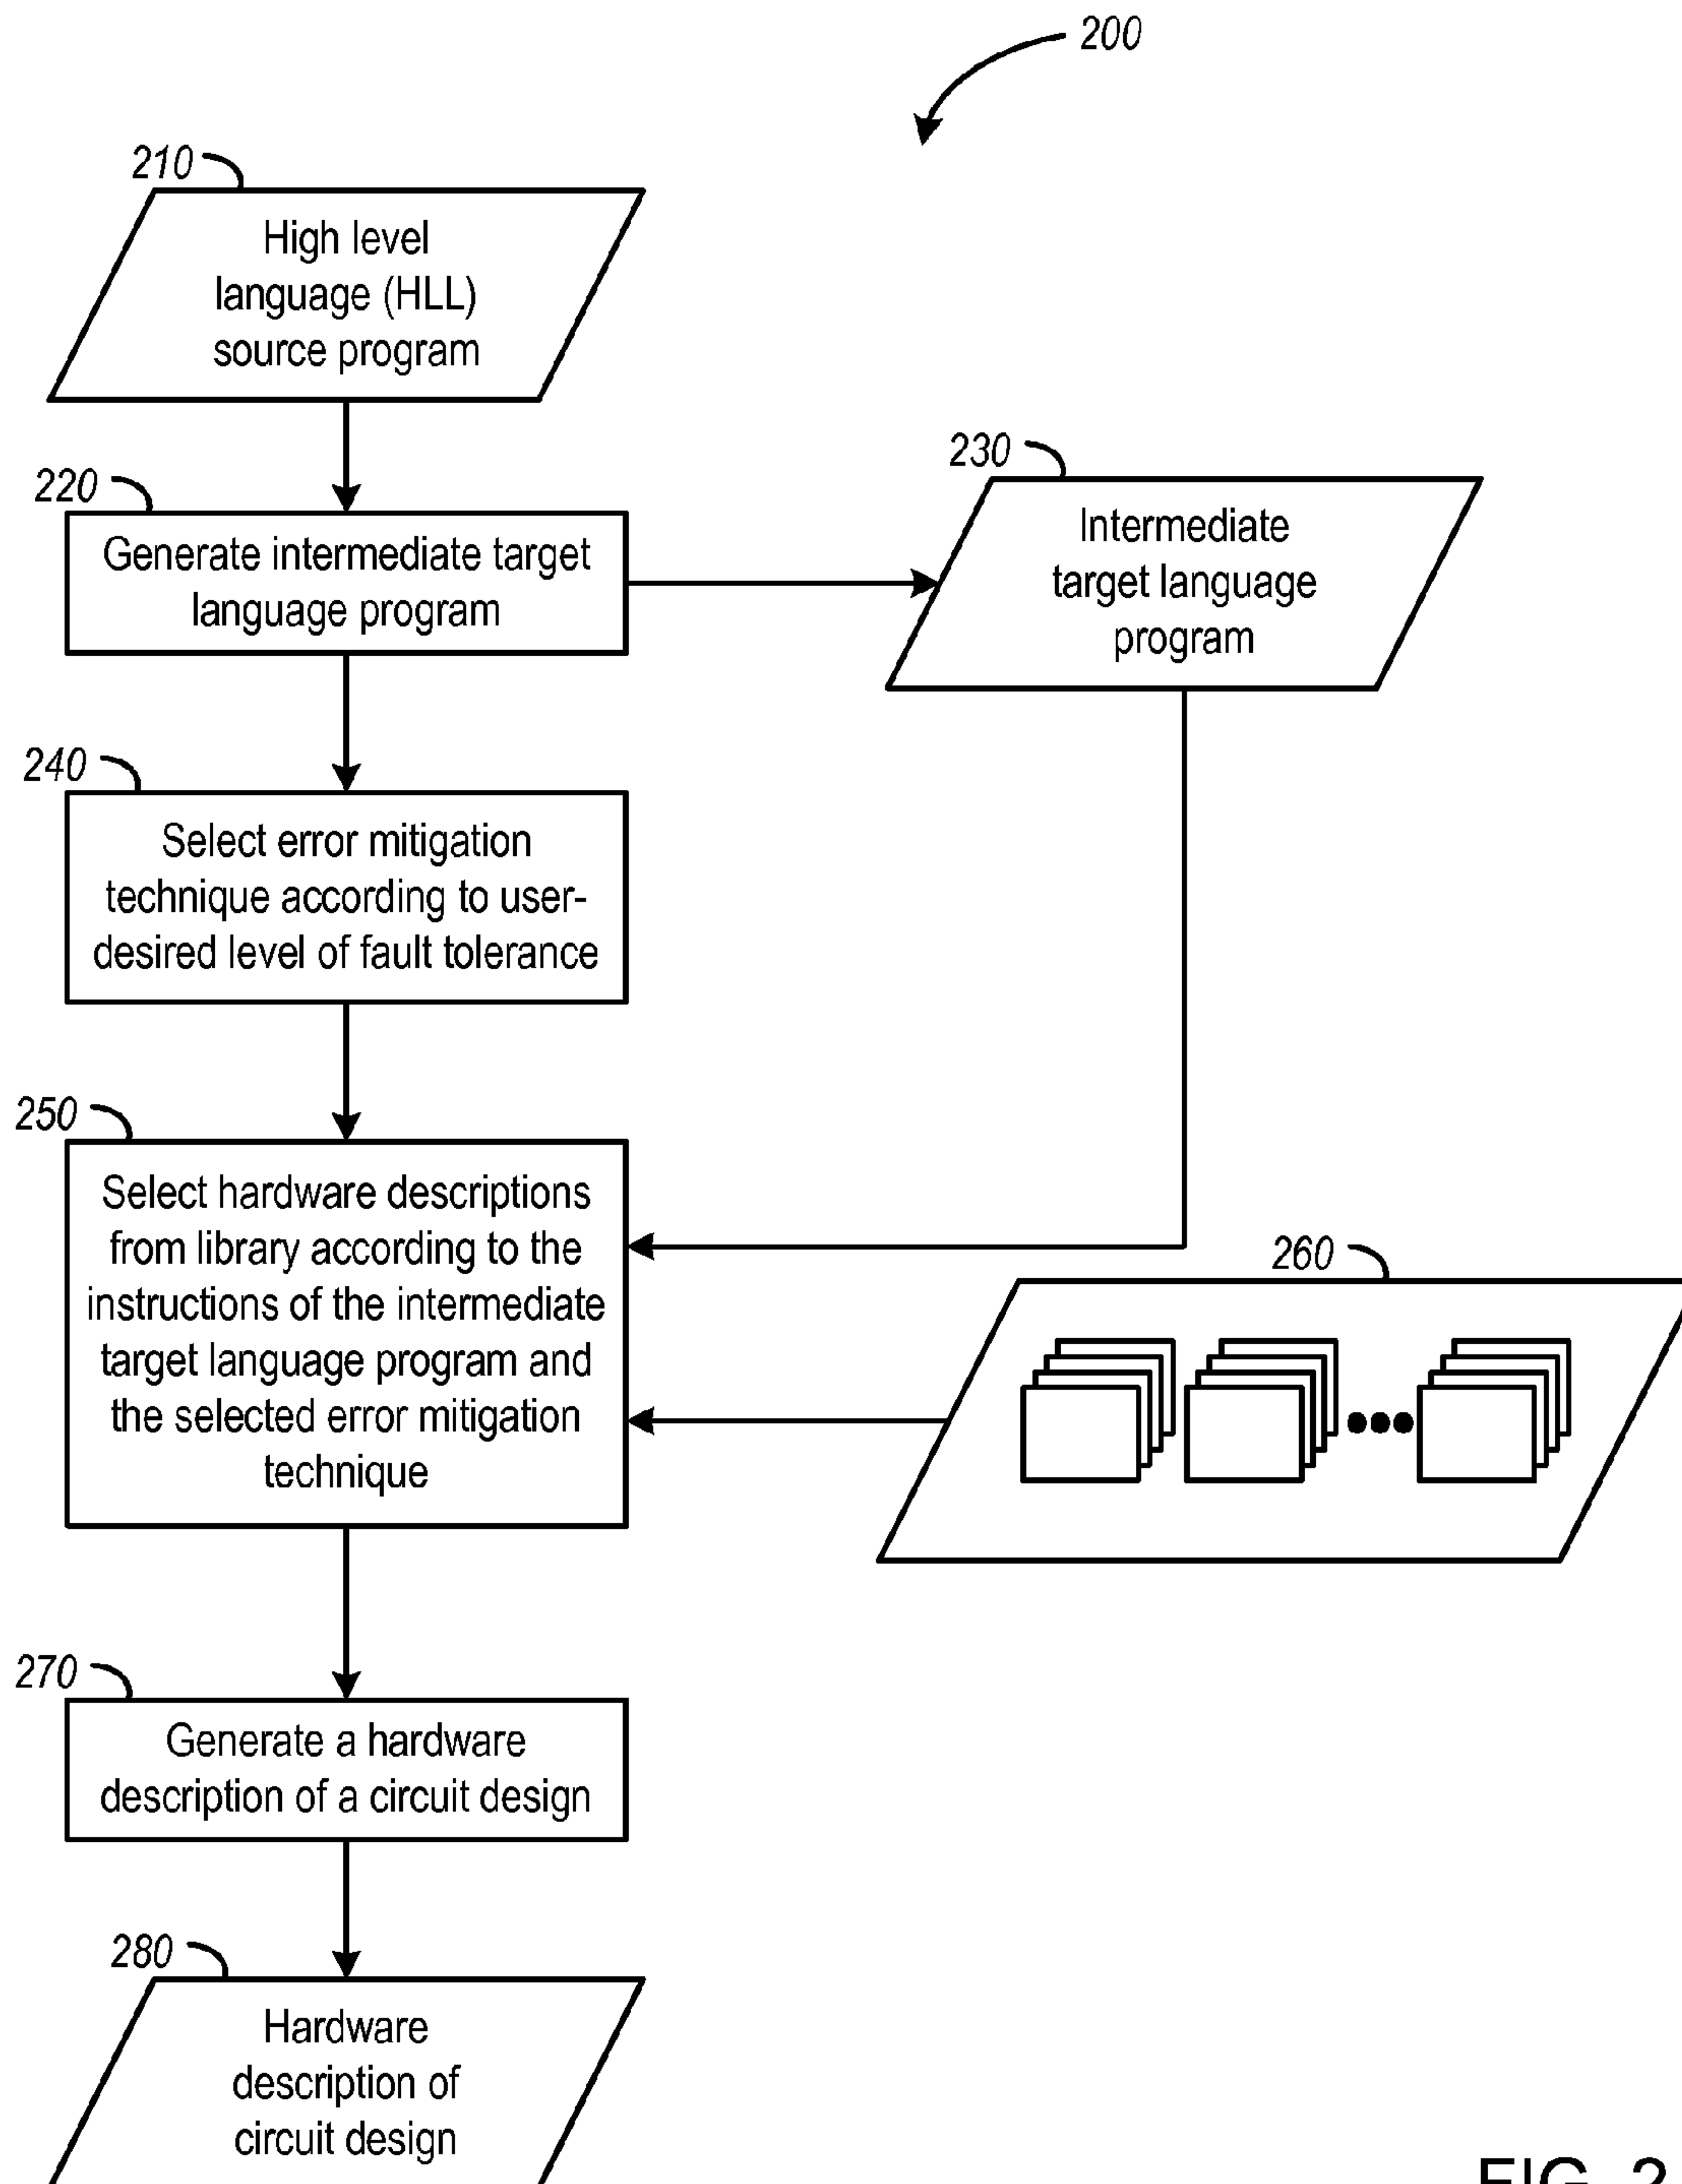 200
210
High level
language (HLL)
source program
220
Generate intermediate target
language program
230
Intermediate
target language
program
240
Select error mitigation
technique according to user-
desired level of fault tolerance
250
Select hardware descriptions
from library according to the
instructions of the intermediate
target language program and
the selected error mitigation
technique
260
270
Generate a hardware
description of a circuit design
280
Hardware
description of
circuit design
FIG. 2